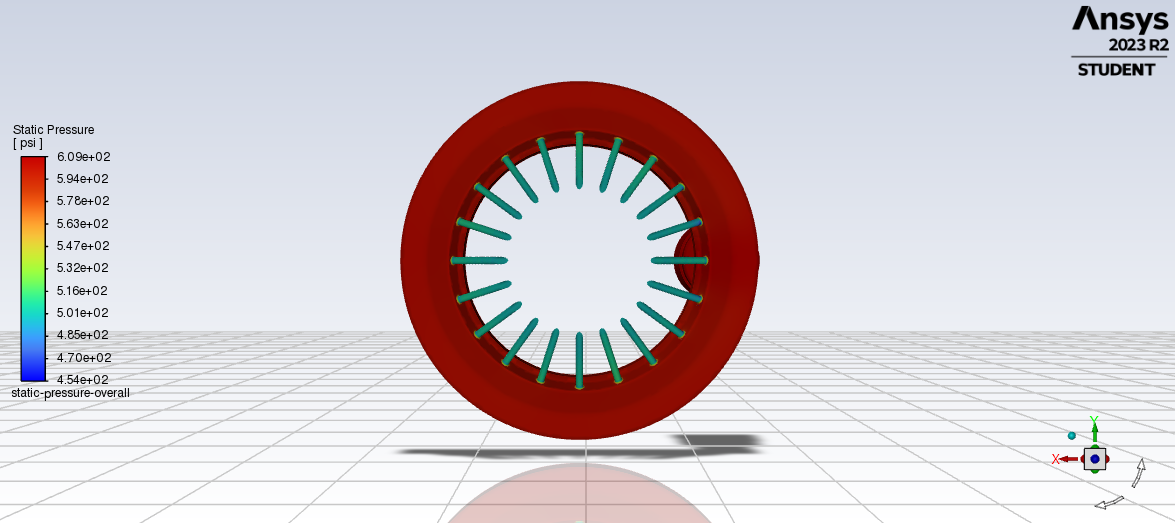 Ansys
2023 R2
STUDENT
Static Pressure
[ psi ]
6.09e+02
5.94e+02
5.78e+02
5.63e+02
5.47e+02
5.32e+02
5.16e+02
5.01e+02
4.85e+02
4.70e+02
4.54e+02
static-pressure-overall
Y
X